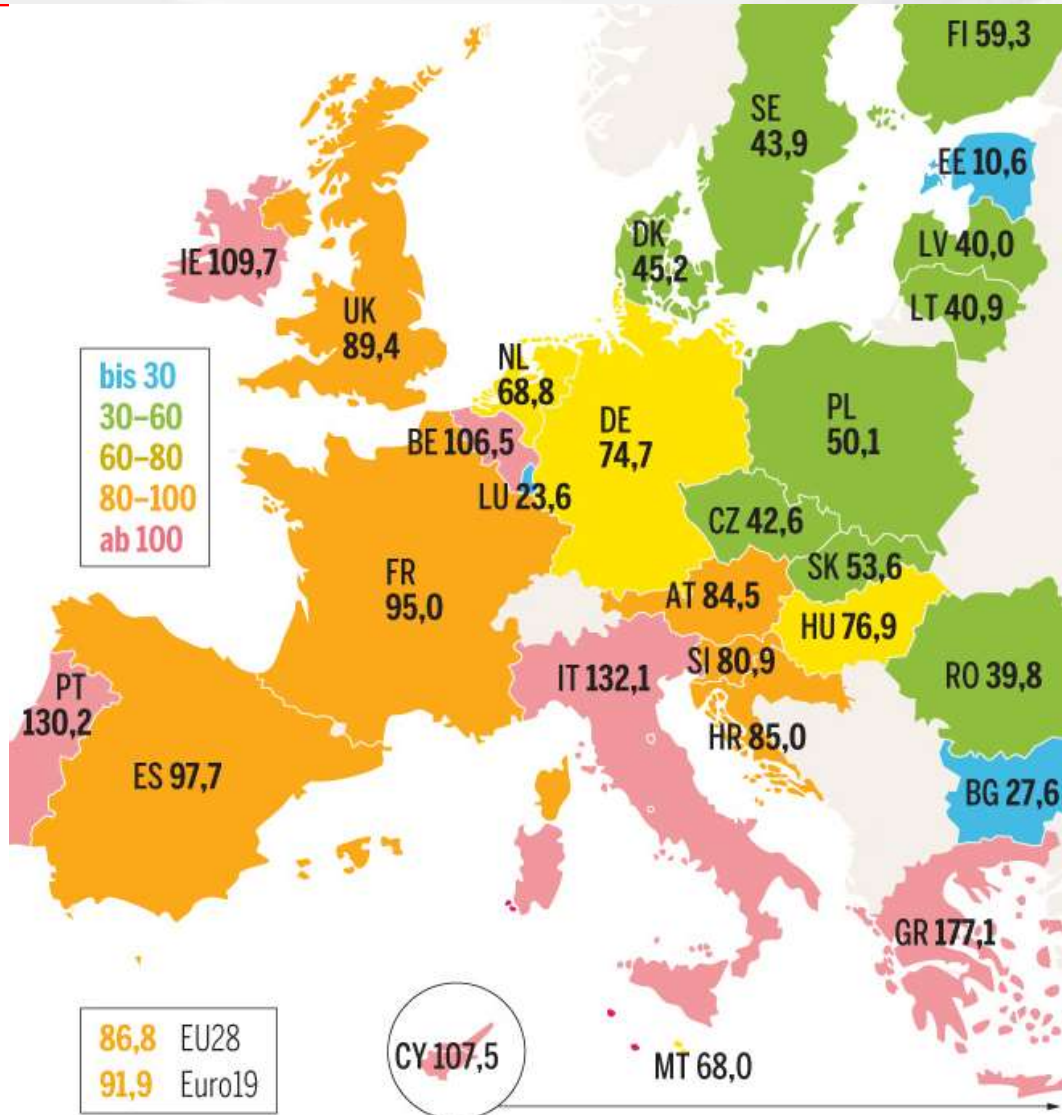 FI 59,3
SE
43,9
EE 10,6
LV 40,0
LT 40,9
DK
45,2
IE 109,7
UK
89,4
bis 30
30–60
60–80
80–100
ab 100
NL
68,8
BE 106,5
LU 23,6
DE
74,7
PL
50,1
CZ 42,6
SK 53,6
FR
95,0
AT 84,5
HU 76,9
SI 80,9
IT 132,1
RO 39,8
PT
130,2
HR 85,0
ES 97,7
BG 27,6
GR 177,1
86,8 EU28
91,9 Euro19
CY 107,5
MT 68,0